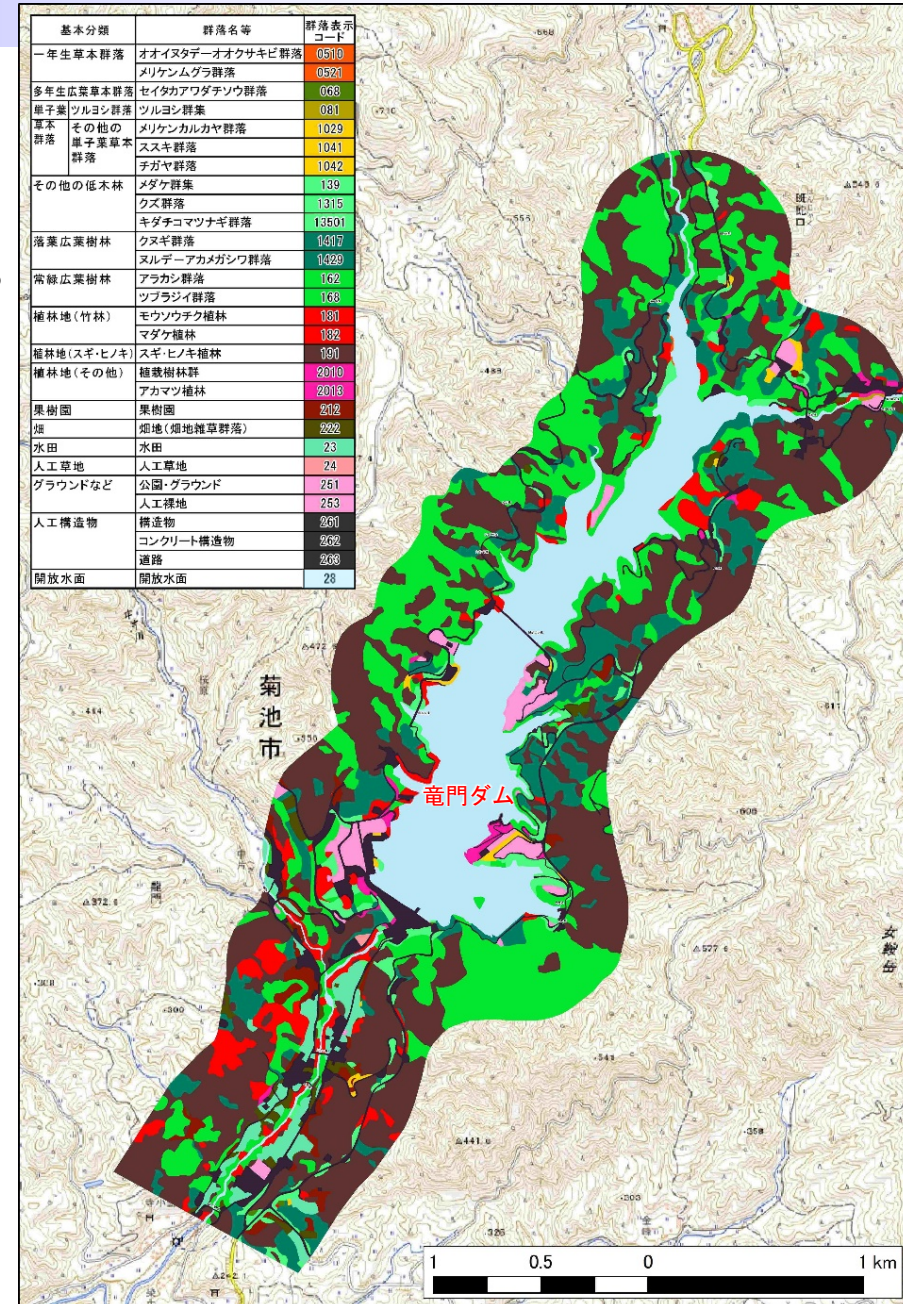 基本分類 群落名等 群落表示コード
一年生草本群落 オオイヌタデーオオクサキビ群落 0510
メリケンムグラ群落 0521
多年生広葉草本群落 セイタカアワダチソウ群落 068
単子葉草本群落 ツルヨシ群落 ツルヨシ群集 081
その他の単子葉草本群落 メリケンカルカヤ群落 1029
ススキ群落 1041
チガヤ群落 1042
その他の低木林 メダケ群集 139
クズ群落 1315
キダチコマツナギ群落 13501
落葉広葉樹林 クヌギ群落 1417
ヌルデーアカメガシワ群落 1429
常緑広葉樹林 アラカシ群落 162
ツブラジイ群落 168
植林地(竹林) モウソウチク植林 181
マダケ植林 182
植林地(スギ・ヒノキ) スギ・ヒノキ植林 191
植林地(その他) 植栽樹林群 2010
アカマツ植林 2013
果樹園 果樹園 212
畑 畑地(畑地雑草群落) 222
水田 水田 23
人工草地 人工草地 24
グラウンドなど 公園・グラウンド 251
人工裸地 253
人工構造物 構造物 261
コンクリート構造物 262
道路 263
開放水面 開放水面 28
菊池市
竜門ダム
龍門
班蛇口
女鞍岳
1 0.5 0 1 km